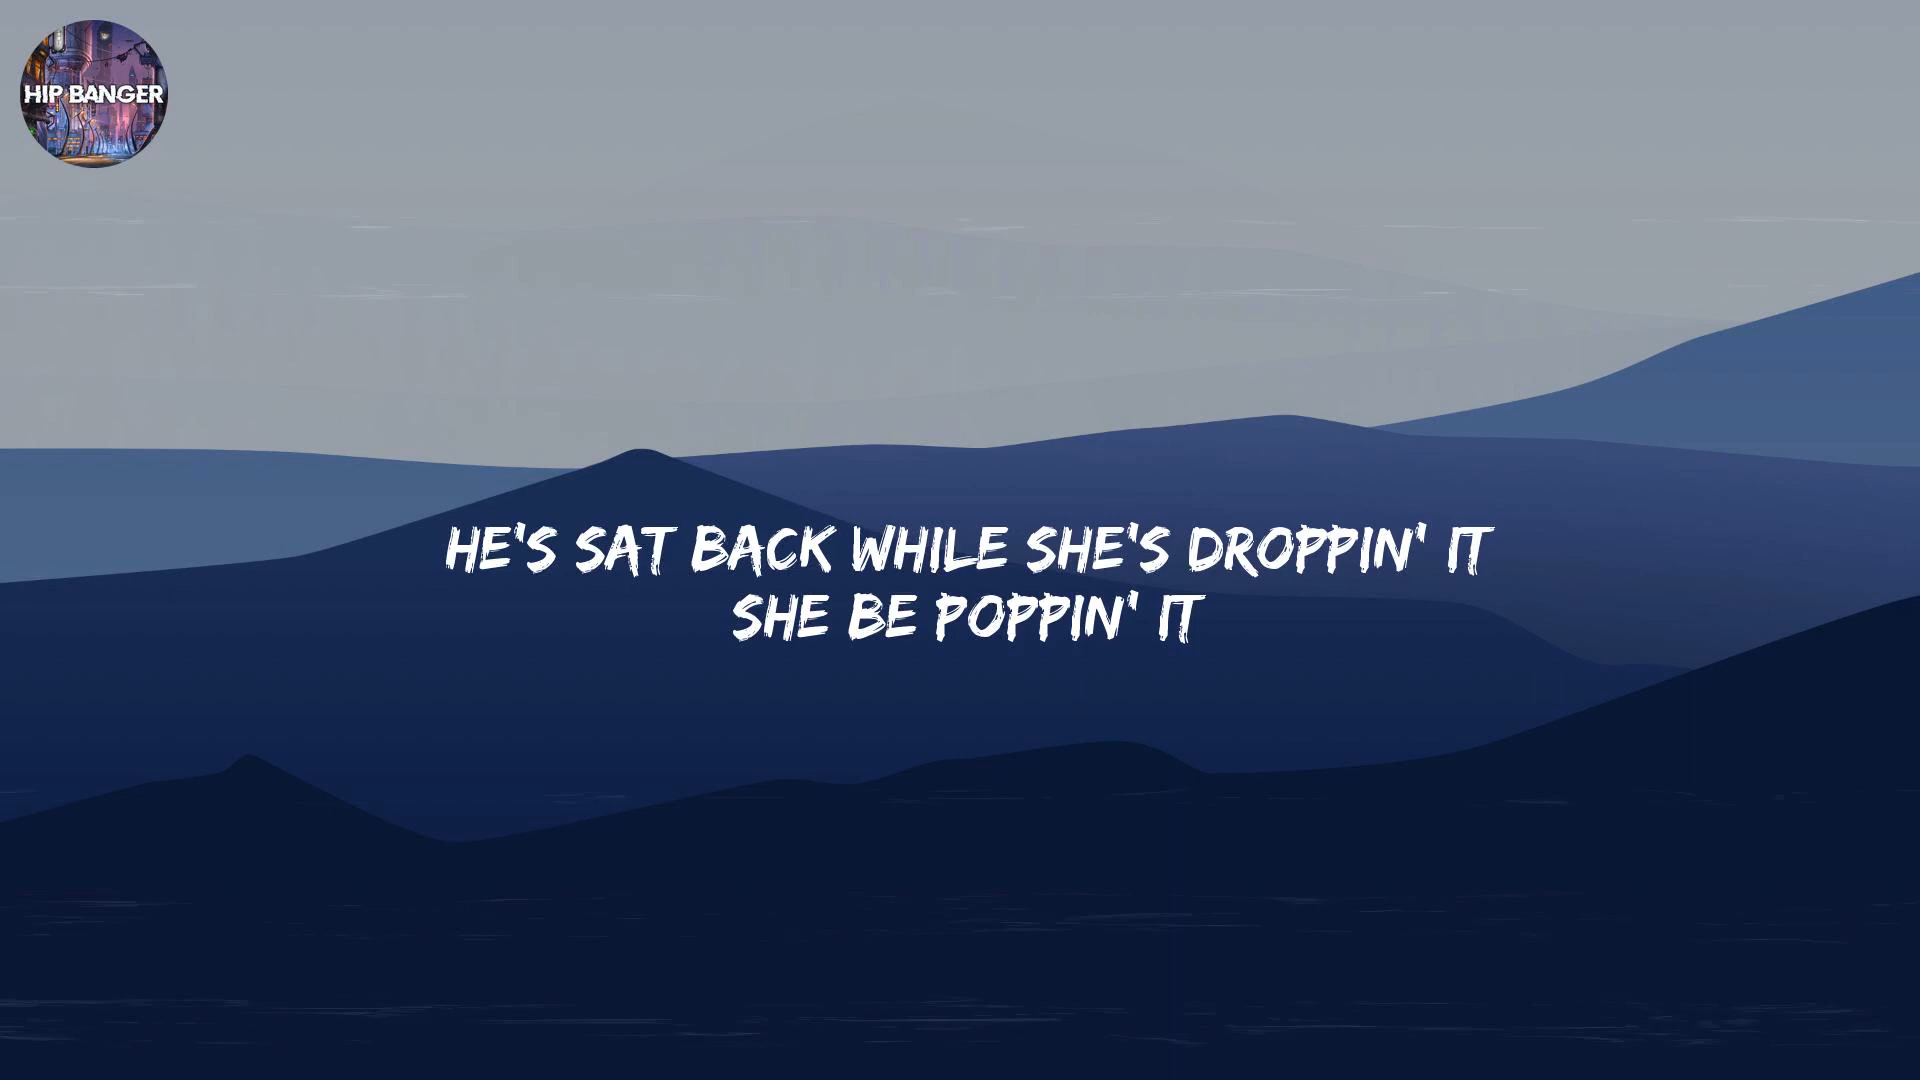 HIP BANGER
HE'S SAT BACK WHILE SHE'S DROPPIN' IT
SHE BE POPPIN' IT